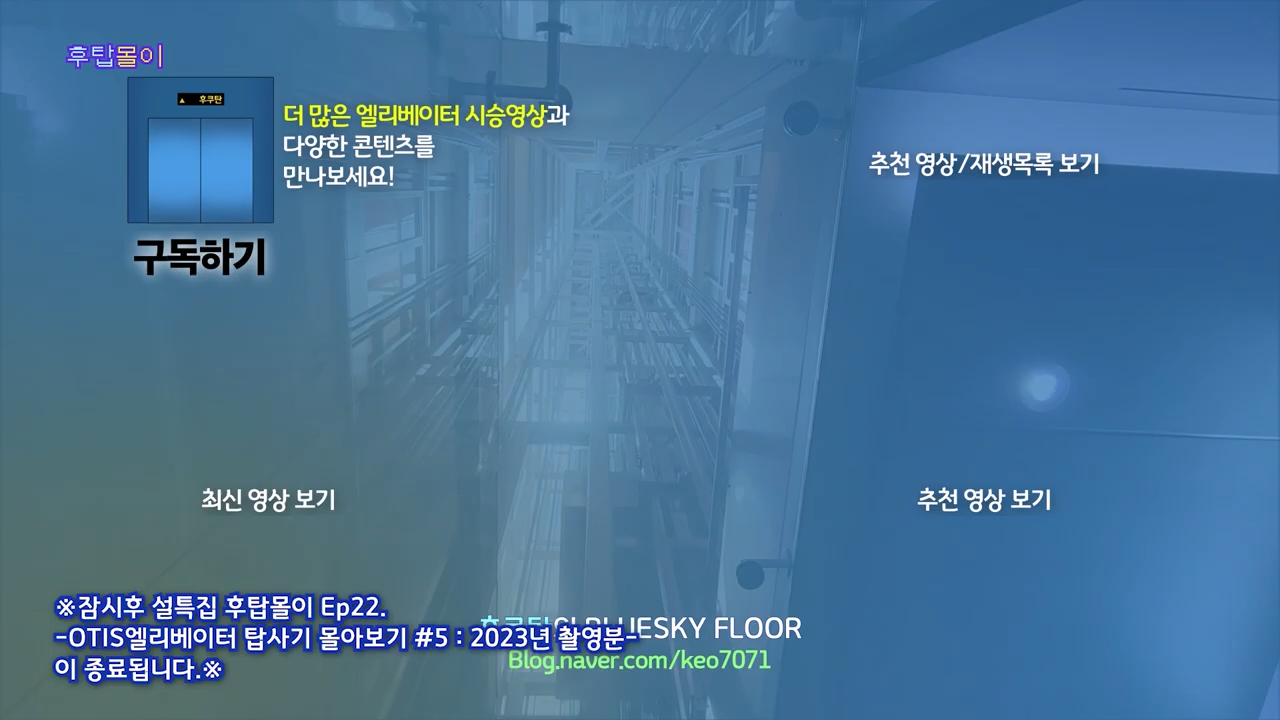 후탑몰이
▲ 후쿠탄
더 많은 엘리베이터 시승영상과
다양한 콘텐츠를
만나보세요!
구독하기
추천 영상/재생목록 보기
최신 영상 보기
추천 영상 보기
※잠시후 설특집 후탑몰이 Ep22.
-OTIS엘리베이터 탑사기 몰아보기 #5 : 2023년 촬영분-
이 종료됩니다.※
BLUESKY FLOOR
Blog.naver.com/keo7071